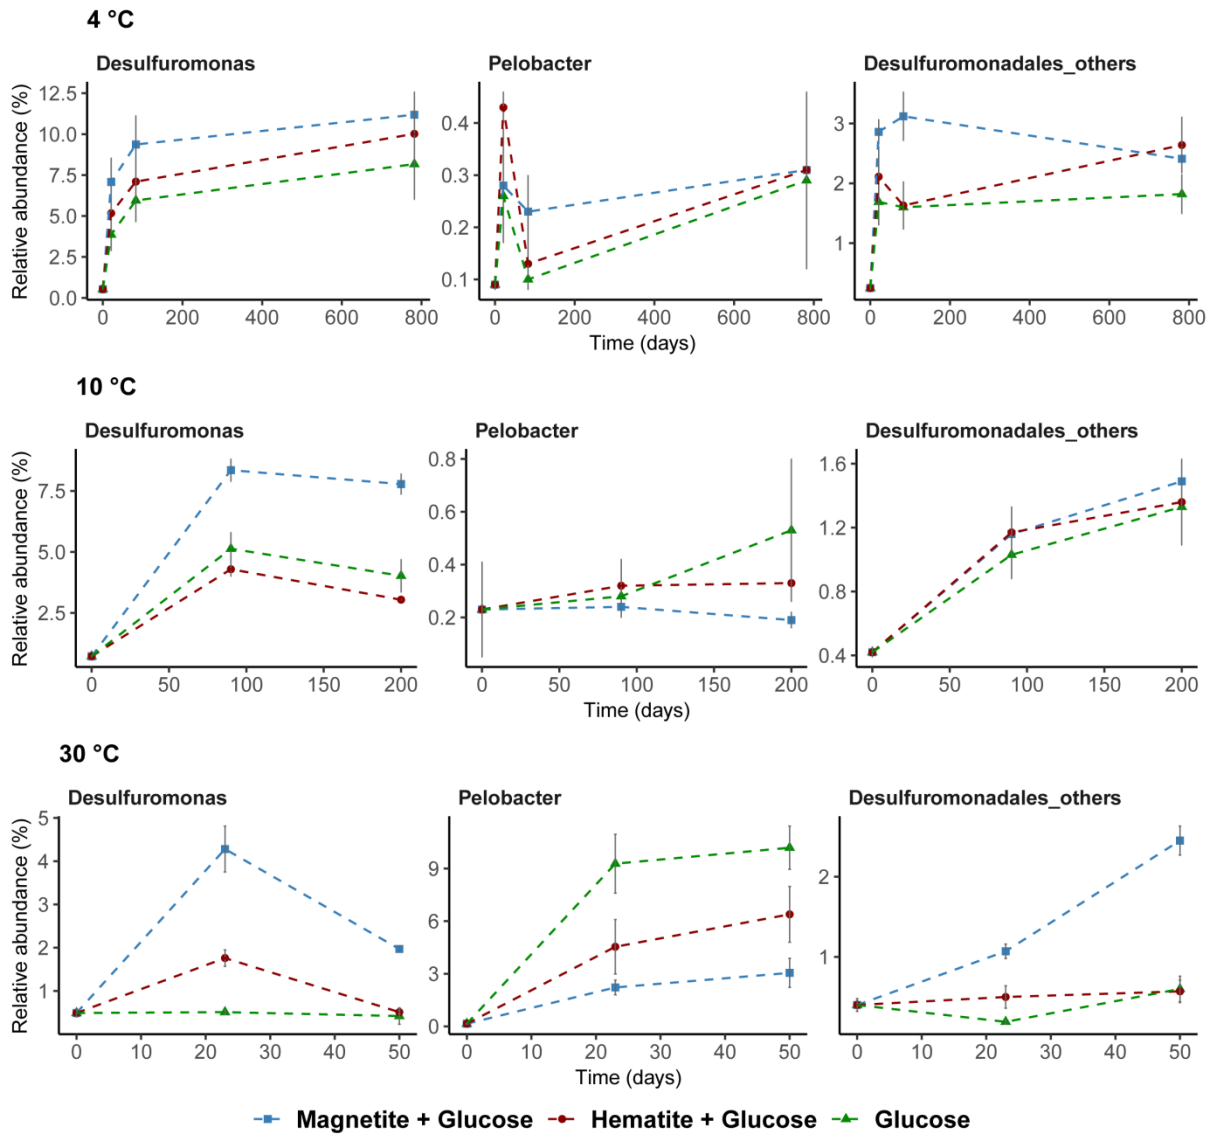 4 °C
Desulfuromonas Pelobacter Desulfuromonadales_others
Relative abundance (%)
12.5
10.0
7.5
5.0
2.5
0.0
0 200 400 600 800
0.4
0.3
0.2
0.1
0 200 400 600 800
3
2
1
0 200 400 600 800
Time (days)
10 °C
Desulfuromonas Pelobacter Desulfuromonadales_others
Relative abundance (%)
7.5
5.0
2.5
0 50 100 150 200
0.8
0.6
0.4
0.2
0 50 100 150 200
1.6
1.2
0.8
0.4
0 50 100 150 200
Time (days)
30 °C
Desulfuromonas Pelobacter Desulfuromonadales_others
Relative abundance (%)
5
4
3
2
1
0 10 20 30 40 50
9
6
3
0
0 10 20 30 40 50
2
1
0 10 20 30 40 50
Time (days)
Magnetite + Glucose Hematite + Glucose Glucose